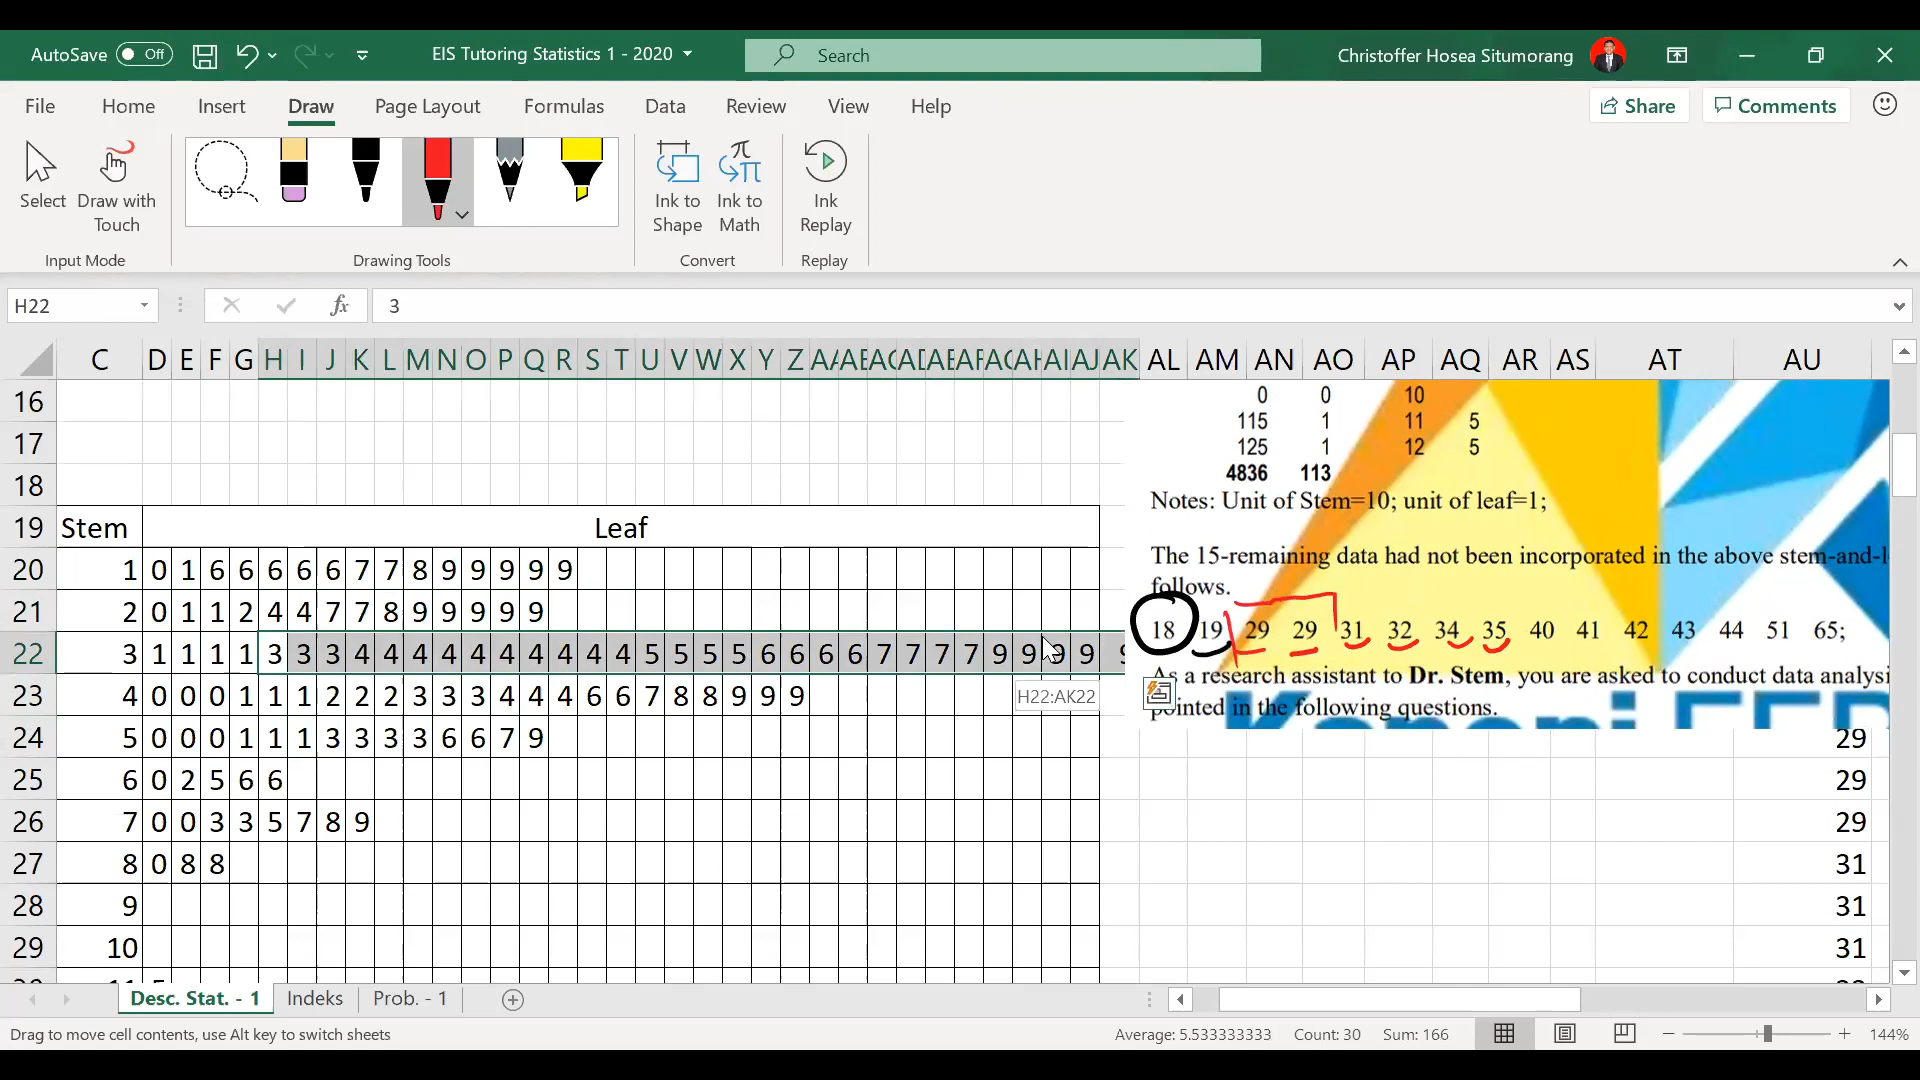 AutoSave Off EIS Tutoring Statistics 1 - 2020 Search Christoffer Hosea Situmorang
File Home Insert Draw Page Layout Formulas Data Review View Help Share Comments
Select Draw with Touch Ink to Shape Ink to Math Ink Replay
Input Mode Drawing Tools Convert Replay
H22 fx 3
C D E F G H I J K L M N O P Q R S T U V W X Y Z AL AM AN AO AP AQ AR AS AT AU
16 0 0 10
17 115 1 11 5
125 1 12 5
18 4836 113
Notes: Unit of Stem=10; unit of leaf=1;
19 Stem Leaf
The 15-remaining data had not been incorporated in the above
follows.
20 1 0 1 6 6 6 6 6 7 7 8 9 9 9 9 9
21 2 0 1 1 2 4 4 7 7 8 9 9 9 9 9
18 19 29 29 31 32 34 35 40 41 42 43 44 51 65;
22 3 1 1 1 1 3 3 3 4 4 4 4 4 4 4 4 4 4 5 5 5 5 6 6 6 6 7 7 7 7 9 9 9 9
As a research assistant to Dr. Stem, you are asked to conduct data
pointed in the following questions.
23 4 0 0 0 1 1 1 2 2 2 3 3 3 4 4 4 6 6 7 8 8 9 9 9
H22:AK22
24 5 0 0 0 1 1 1 3 3 3 3 6 6 7 9 29
25 6 0 2 5 6 6 29
26 7 0 0 3 3 5 7 8 9 29
27 8 0 8 8 31
28 9 31
29 10 31
Desc. Stat. - 1 Indeks Prob. - 1
Drag to move cell contents, use Alt key to switch sheets Average: 5.533333333 Count: 30 Sum: 166 144%